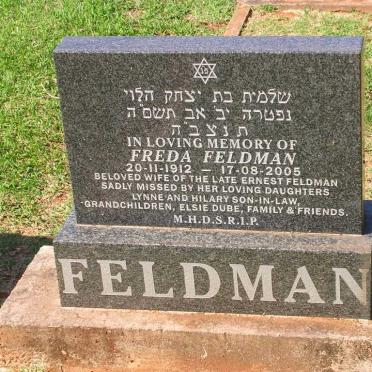 פנ
שלמית בת יצחק הלוי
נפטרה יב אב תשס"ה
ת נ צ ב" ה
IN LOVING MEMORY OF
FREDA FELDMAN
20-11-1912 – 17-08-2005
BELOVED WIFE OF THE LATE ERNEST FELDMAN
SADLY MISSED BY HER LOVING DAUGHTERS
LYNNE AND HILARY SON-IN-LAW,
GRANDCHILDREN, ELSIE DUBE, FAMILY & FRIENDS.
M.H.D.S.R.I.P.
FELDMAN